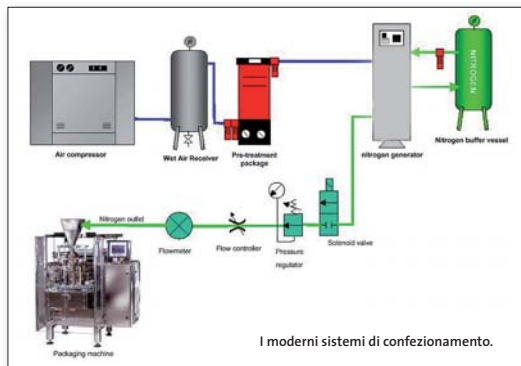 NITROGEN
Air compressor
Wet Air Receiver
Pre-treatment
package
nitrogen generator
Nitrogen buffer vessel
Nitrogen outlet
Flowmeter
Flow controller
Pressure
regulator
Solenoid valve
Packaging machine
I moderni sistemi di confezionamento.